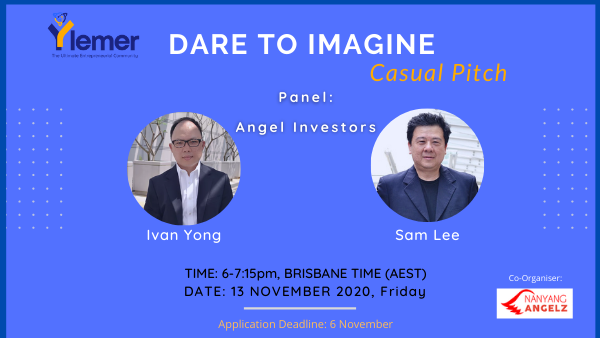 Ylemer
The Ultimate Entrepreneurial Community
DARE TO IMAGINE
Casual Pitch
Panel:
Angel Investors
Ivan Yong
Sam Lee
TIME: 6-7:15pm, BRISBANE TIME (AEST)
DATE: 13 NOVEMBER 2020, Friday
Application Deadline: 6 November
Co-Organiser:
NANYANG
ANGELZ